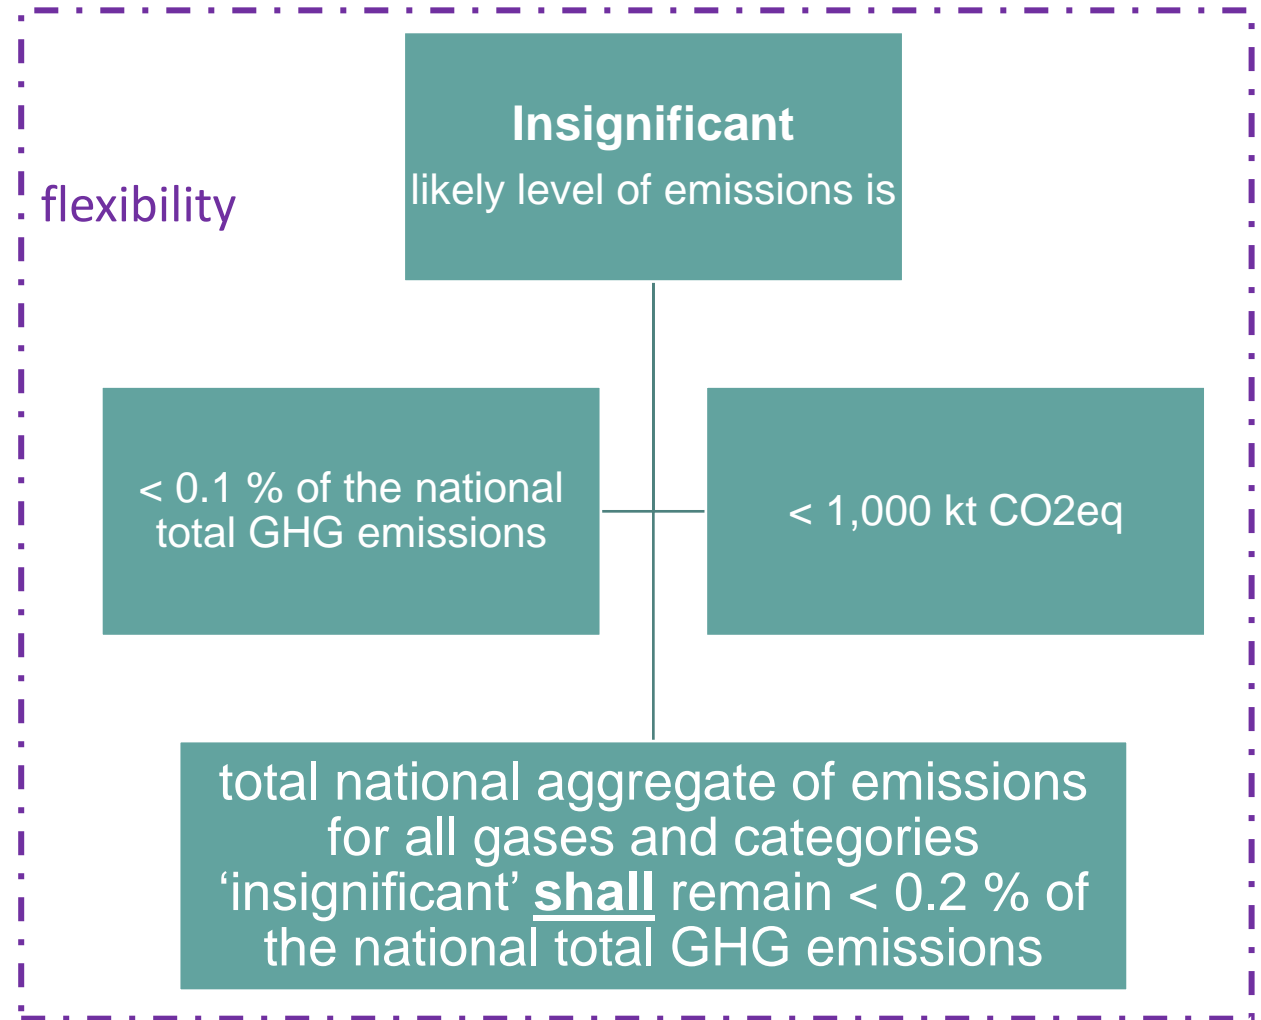 Insignificant
likely level of emissions is
flexibility
< 0.1 % of the national
total GHG emissions
< 1,000 kt CO2eq
total national aggregate of emissions
for all gases and categories
‘insignificant’ shall remain < 0.2 % of
the national total GHG emissions